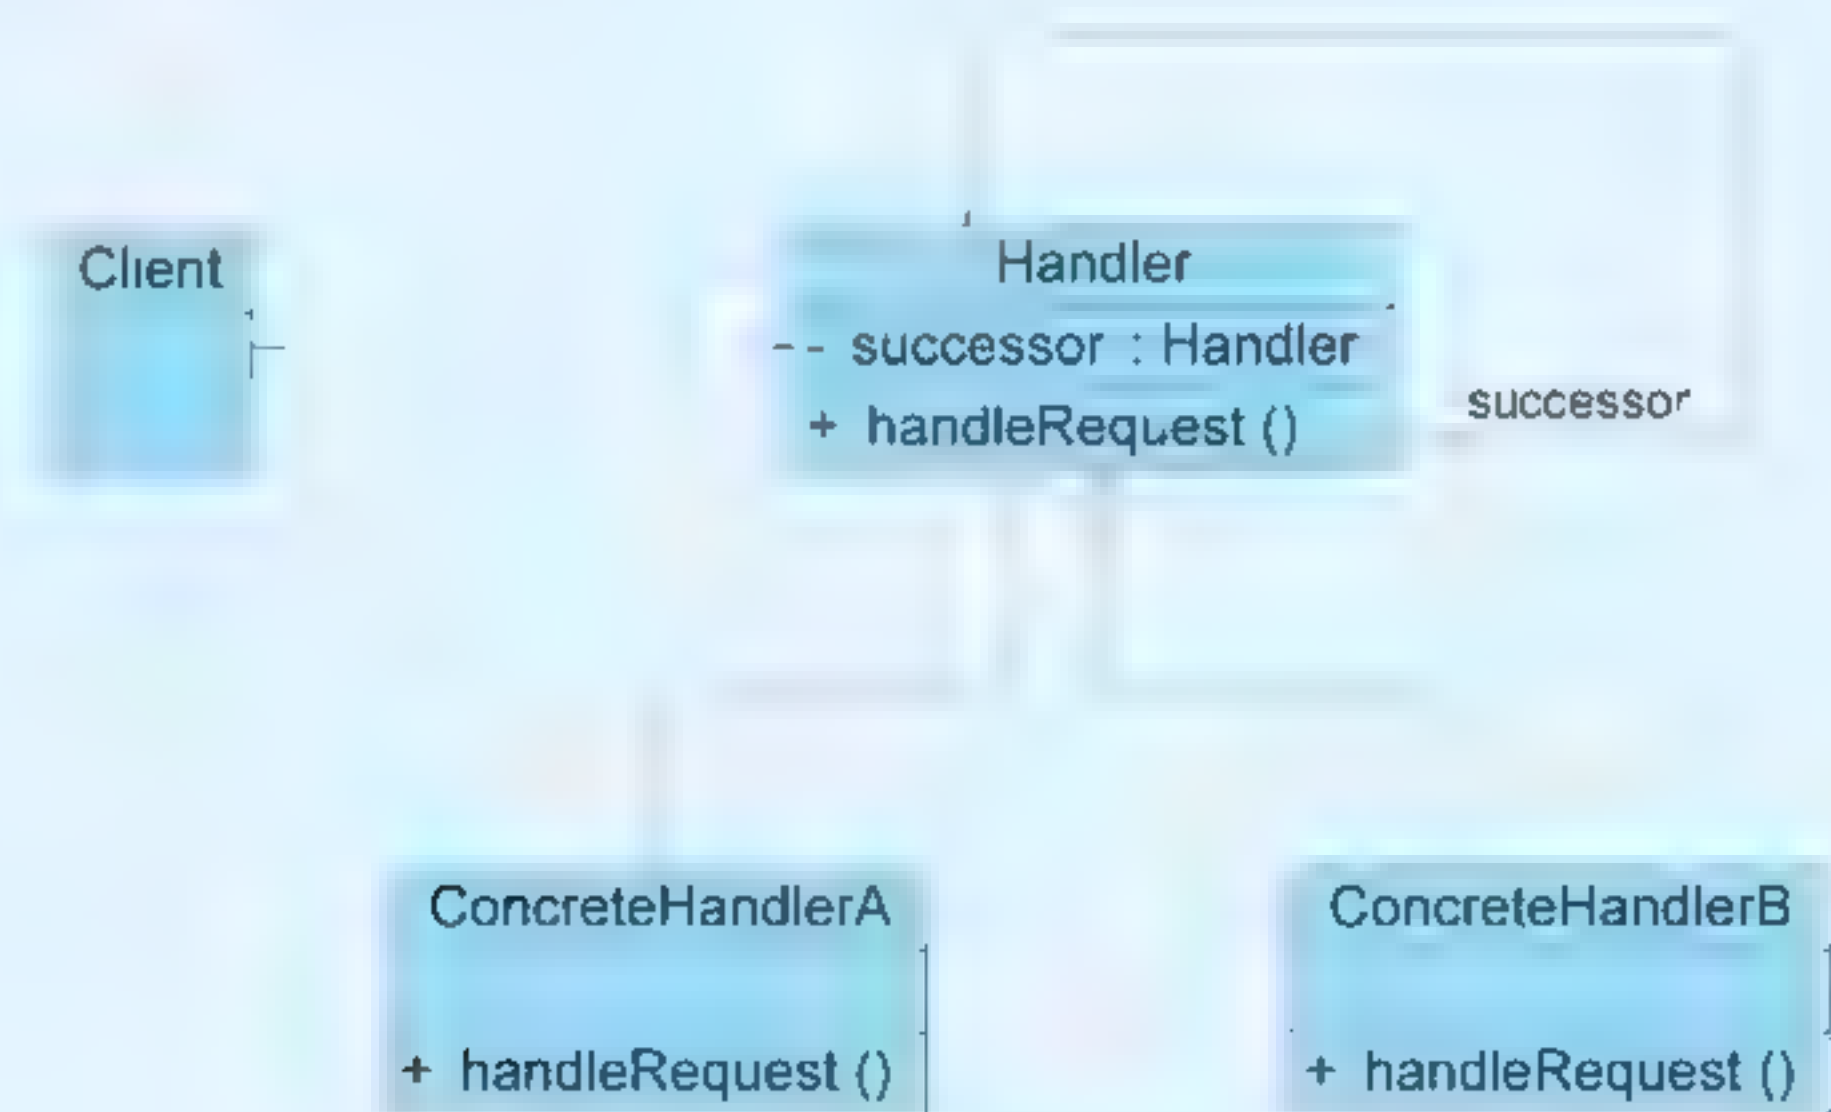 Client
Handler
- successor : Handler
+ handleRequest ()
successor
ConcreteHandlerA
+ handleRequest ()
ConcreteHandlerB
+ handleRequest ()